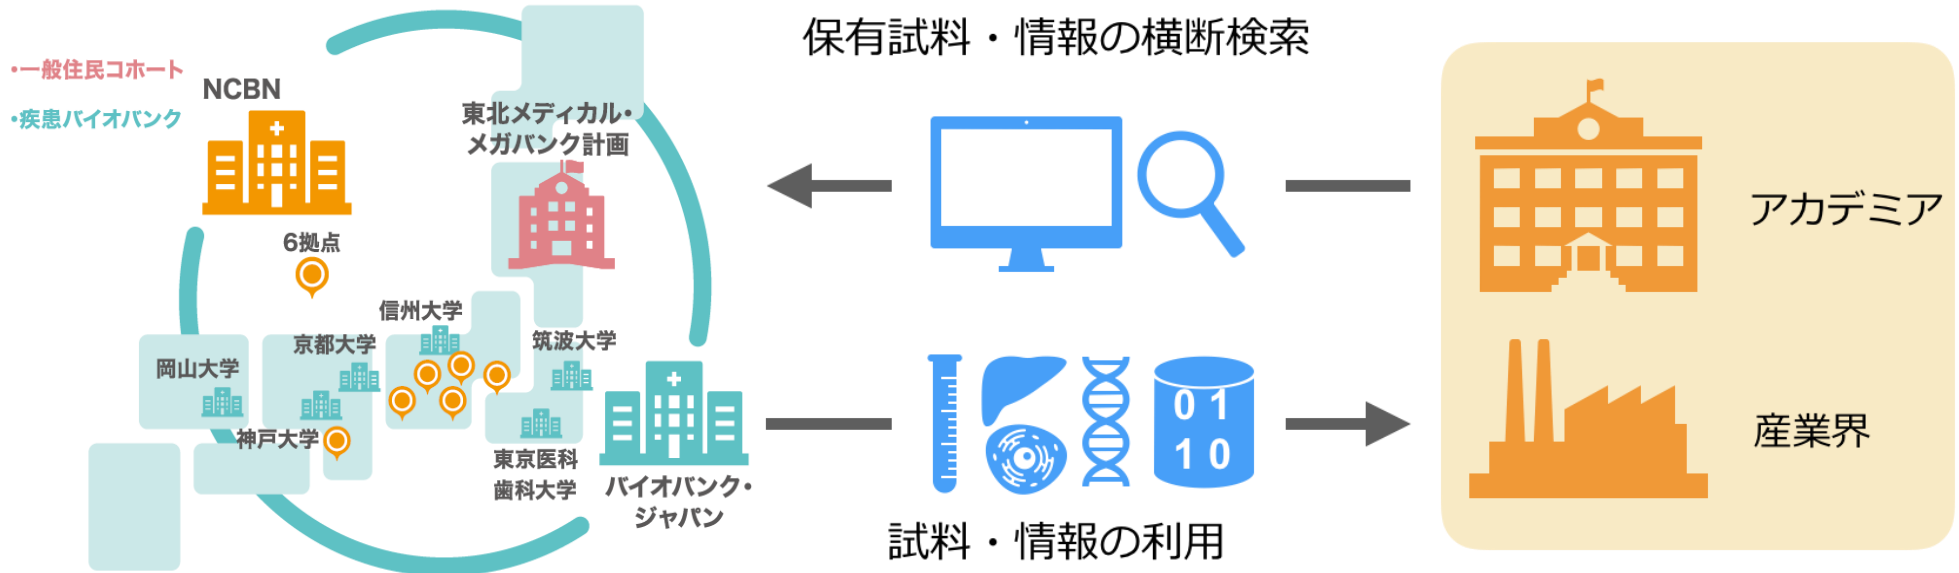 保有試料・情報の横断検索
・一般住民コホート
・疾患バイオバンク
NCBN
6拠点
東北メディカル・
メガバンク計画
信州大学
筑波大学
京都大学
岡山大学
神戸大学
東京医科
歯科大学
バイオバンク・
ジャパン
0 1
1 0
試料・情報の利用
アカデミア
産業界